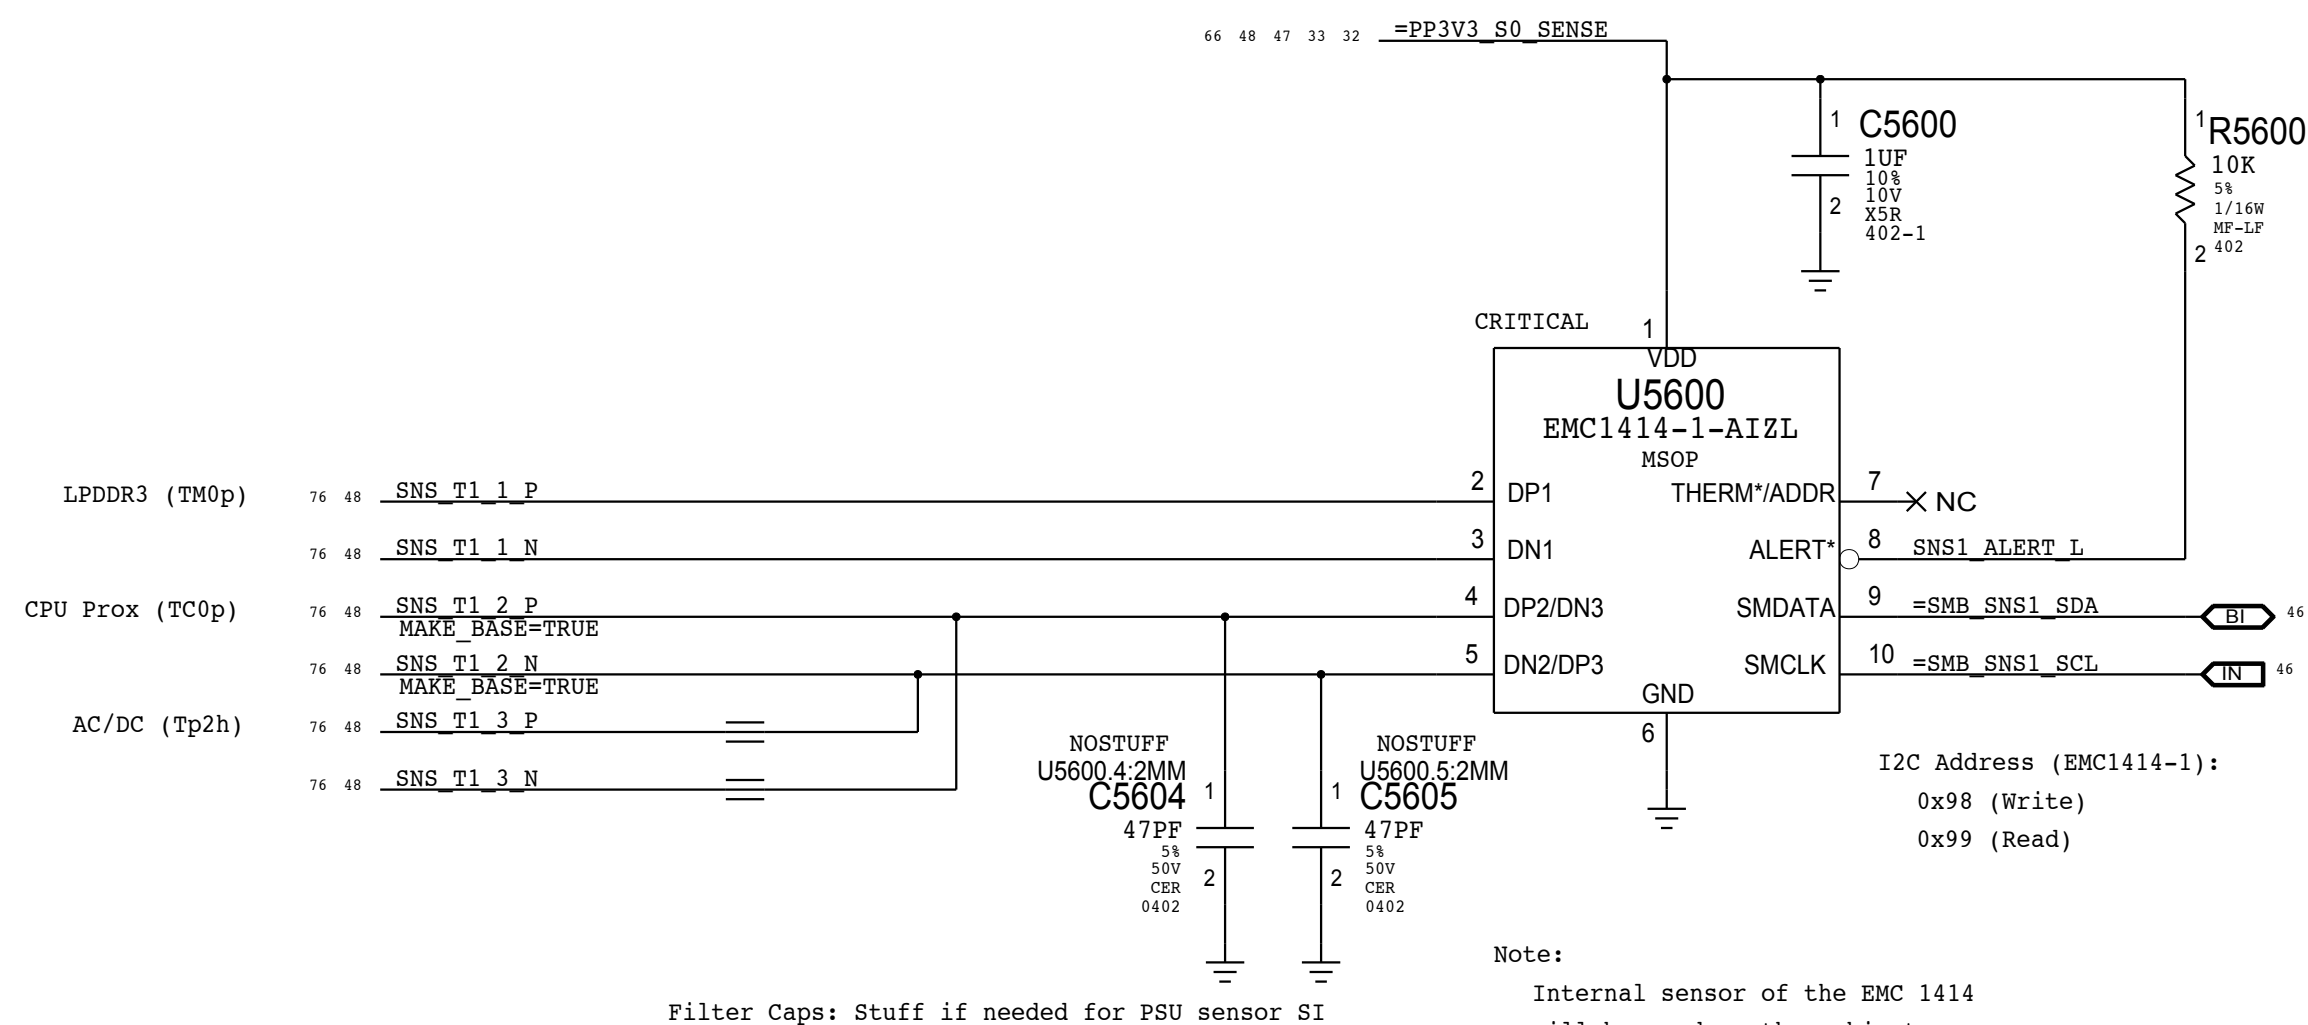 66 48 47 33 32 =PP3V3_S0_SENSE
1 C5600
1UF
10%
10V
X5R
402-1
2
1 R5600
10K
5%
1/16W
MF-LF
402
2
CRITICAL
1
VDD
U5600
EMC1414-1-AIZL
MSOP
LPDDR3 (TM0p) 76 48 SNS_T1_1_P 2 DP1 THERM*/ADDR 7 NC
76 48 SNS_T1_1_N 3 DN1 ALERT* 8 SNS1_ALERT_L
CPU Prox (TC0p) 76 48 SNS_T1_2_P 4 DP2/DN3 SMDATA 9 =SMB_SNS1_SDA BI 46
MAKE_BASE=TRUE
76 48 SNS_T1_2_N 5 DN2/DP3 SMCLK 10 =SMB_SNS1_SCL IN 46
MAKE_BASE=TRUE
GND
6
AC/DC (Tp2h) 76 48 SNS_T1_3_P
76 48 SNS_T1_3_N
NOSTUFF
U5600.4:2MM
C5604 1
47PF
5%
50V
CER
0402
2
NOSTUFF
U5600.5:2MM
1 C5605
47PF
5%
50V
CER
0402
2
I2C Address (EMC1414-1):
0x98 (Write)
0x99 (Read)
Filter Caps: Stuff if needed for PSU sensor SI
Note:
Internal sensor of the EMC 1414